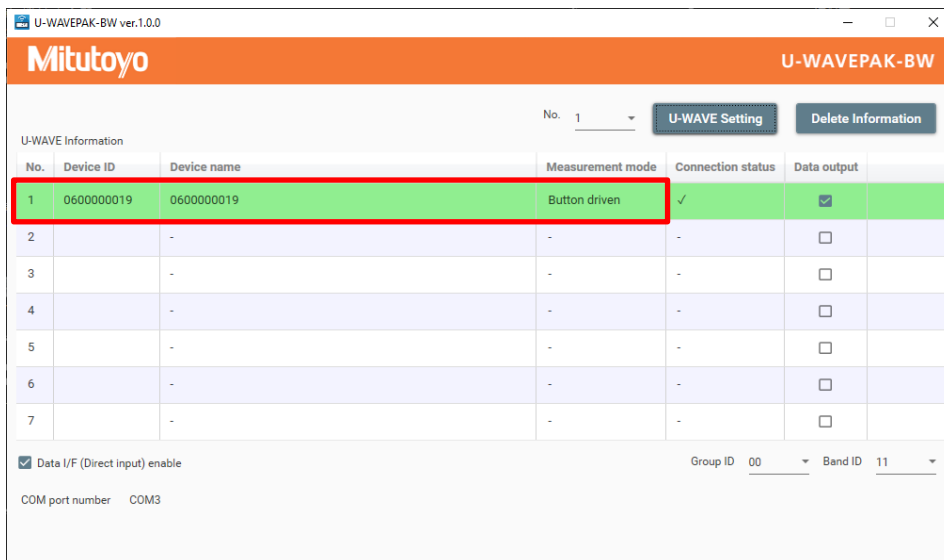 U-WAVEPAK-BW ver.1.0.0
Mitutoyo
U-WAVEPAK-BW
No. 1 U-WAVE Setting Delete Information
U-WAVE Information
No. Device ID Device name Measurement mode Connection status Data output
1 0600000019 0600000019 Button driven ✓
2 - - -
3 - - -
4 - - -
5 - - -
6 - - -
7 - - -
Data I/F (Direct input) enable Group ID 00 Band ID 11
COM port number COM3